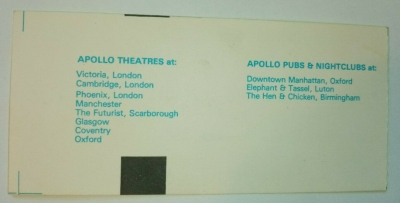 APOLLO THEATRES at:
Victoria, London
Cambridge, London
Phoenix, London
Manchester
The Futurist, Scarborough
Glasgow
Coventry
Oxford
APOLLO PUBS & NIGHTCLUBS at:
Downtown Manhattan, Oxford
Elephant & Tassel, Luton
The Hen & Chicken, Birmingham